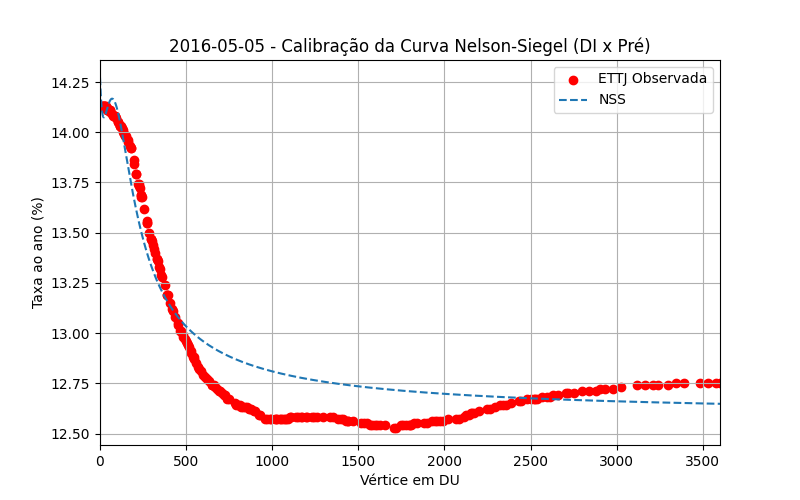 2016-05-05 - Calibração da Curva Nelson-Siegel (DI x Pré)
ETTJ Observada
NSS
Taxa ao ano (%)
14.25
14.00
13.75
13.50
13.25
13.00
12.75
12.50
0 500 1000 1500 2000 2500 3000 3500
Vértice em DU